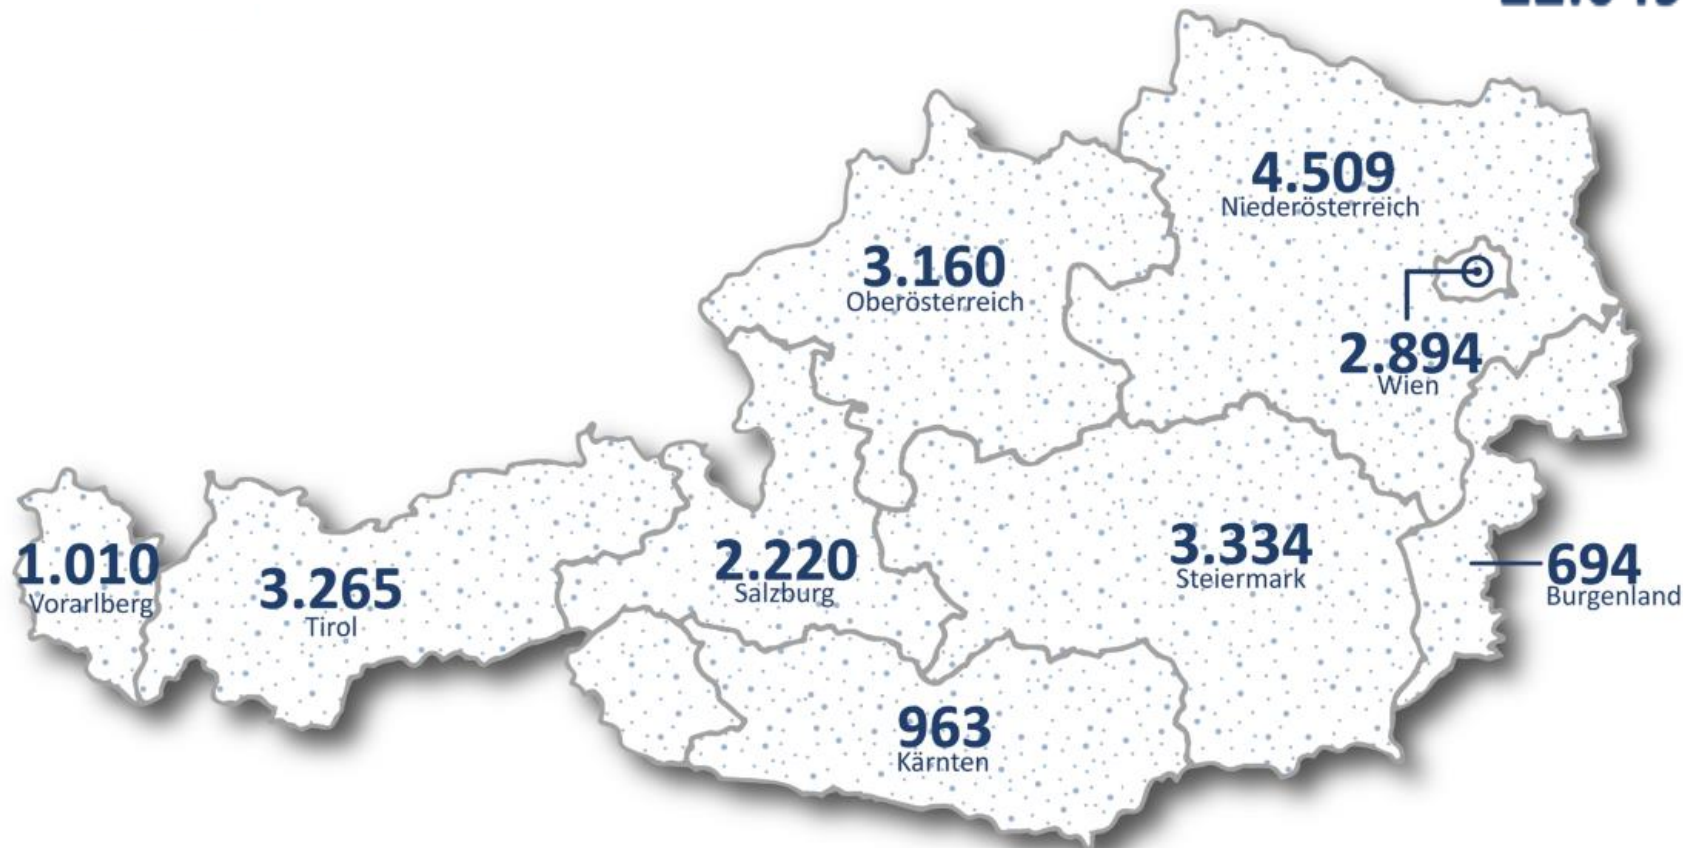 4.509
Niederösterreich
3.160
Oberösterreich
2.894
Wien
1.010
Vorarlberg
3.265
Tirol
2.220
Salzburg
3.334
Steiermark
694
Burgenland
963
Kärnten